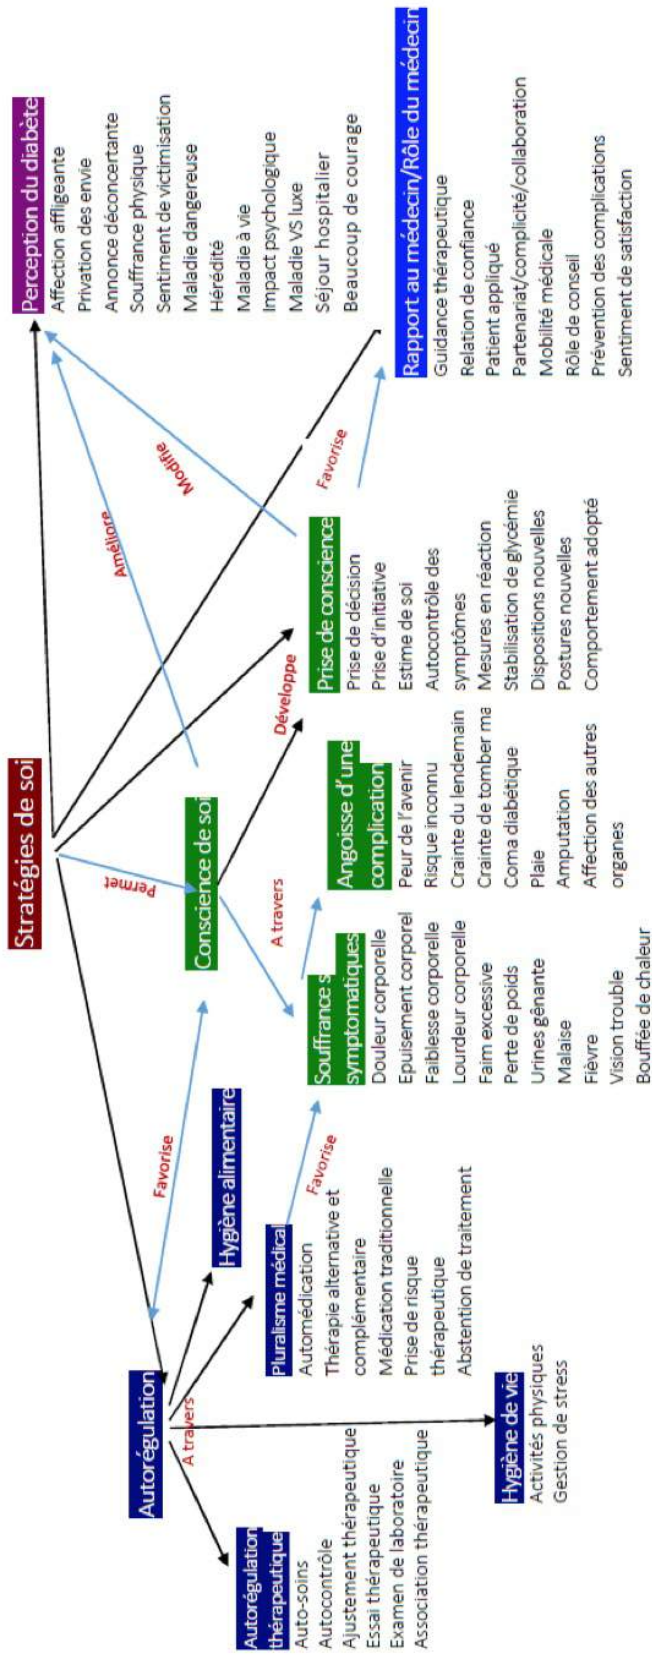 Stratégies de soi
Perception du diabète
Affection affligeante
Privation des envie
Annonce déconcertante
Souffrance physique
Sentiment de victimisation
Maladie dangereuse
Hérédité
Maladie à vie
Impact psychologique
Maladie VS luxe
Séjour hospitalier
Beaucoup de courage
Améliore
Modifie
Permet
Autorégulation
A travers
Favorise
Conscience de soi
Développe
A travers
Favorise
Autorégulation
thérapeutique
Auto-soins
Autocontrôle
Ajustement thérapeutique
Essai thérapeutique
Examen de laboratoire
Association thérapeutique
Hygiène alimentaire
Pluralisme médical
Automédication
Thérapie alternative et
complémentaire
Médication traditionnelle
Prise de risque
thérapeutique
Abstention de traitement
Favorise
Hygiène de vie
Activités physiques
Gestion de stress
Souffrance s
symptomatiques
Douleur corporelle
Epuisement corporel
Faiblesse corporelle
Lourdeur corporelle
Faim excessive
Perte de poids
Urines gênante
Malaise
Fièvre
Vision trouble
Bouffée de chaleur
Angoisse d'une
complication
Peur de l'avenir
Risque inconnu
Crainte du lendemain
Crainte de tomber ma
Coma diabétique
Plaie
Amputation
Affection des autres
organes
Prise de conscience
Prise de décision
Prise d'initiative
Estime de soi
Autocontrôle des
symptômes
Mesures en réaction
Stabilisation de glycémie
Dispositions nouvelles
Postures nouvelles
Comportement adopté
Rapport au médecin/Rôle du médecin
Guidance thérapeutique
Relation de confiance
Patient appliqué
Partenariat/complicité/collaboration
Mobilité médicale
Rôle de conseil
Prévention des complications
Sentiment de satisfaction